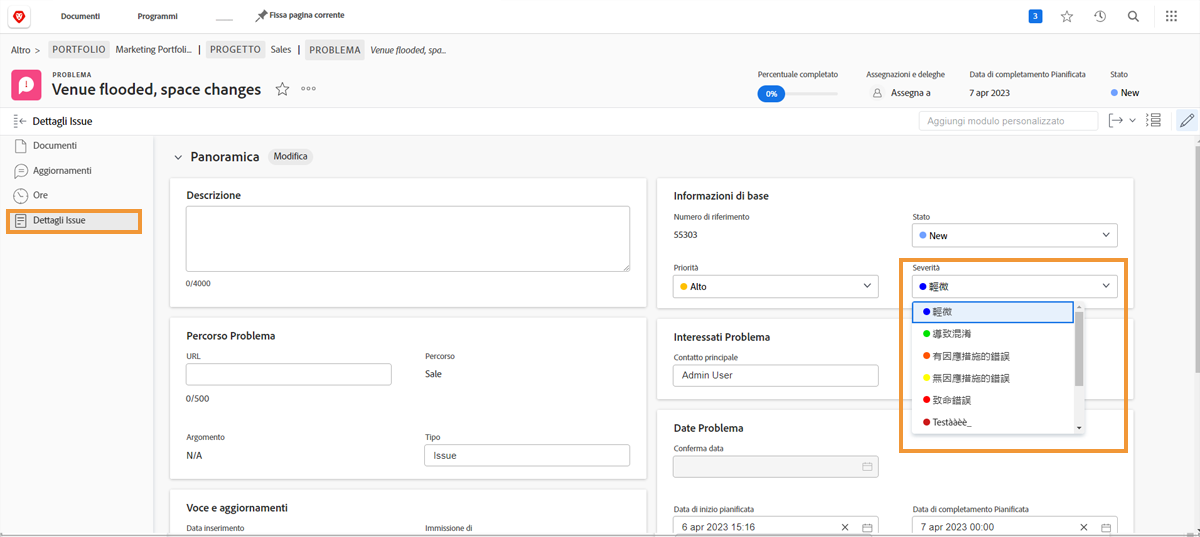 Documenti Programmi Fissa pagina corrente 3
Altro > PORTFOLIO Marketing Portfoli... | PROGETTO Sales | PROBLEMA Venue flooded, spa...
PROBLEMA
Venue flooded, space changes
Percentuale completato
0%
Assegnazioni e deleghe
Assegna a
Data di completamento Pianificata
7 apr 2023
Stato
New
Dettagli Issue
Aggiungi modulo personalizzato
Documenti
Aggiornamenti
Ore
Dettagli Issue
Panoramica Modifica
Descrizione
0/4000
Percorso Problema
URL
0/500
Percorso
Sale
Argomento
N/A
Tipo
Issue
Voce e aggiornamenti
Data inserimento
Immissione di
Informazioni di base
Numero di riferimento
55303
Stato
New
Priorità
Alto
Severità
輕微
輕微
導致混淆
有因應措施的錯誤
無因應措施的錯誤
致命錯誤
Testààèè_
Interessati Problema
Contatto principale
Admin User
Date Problema
Conferma data
Data di inizio pianificata
6 apr 2023 15:16
Data di completamento Pianificata
7 apr 2023 00:00